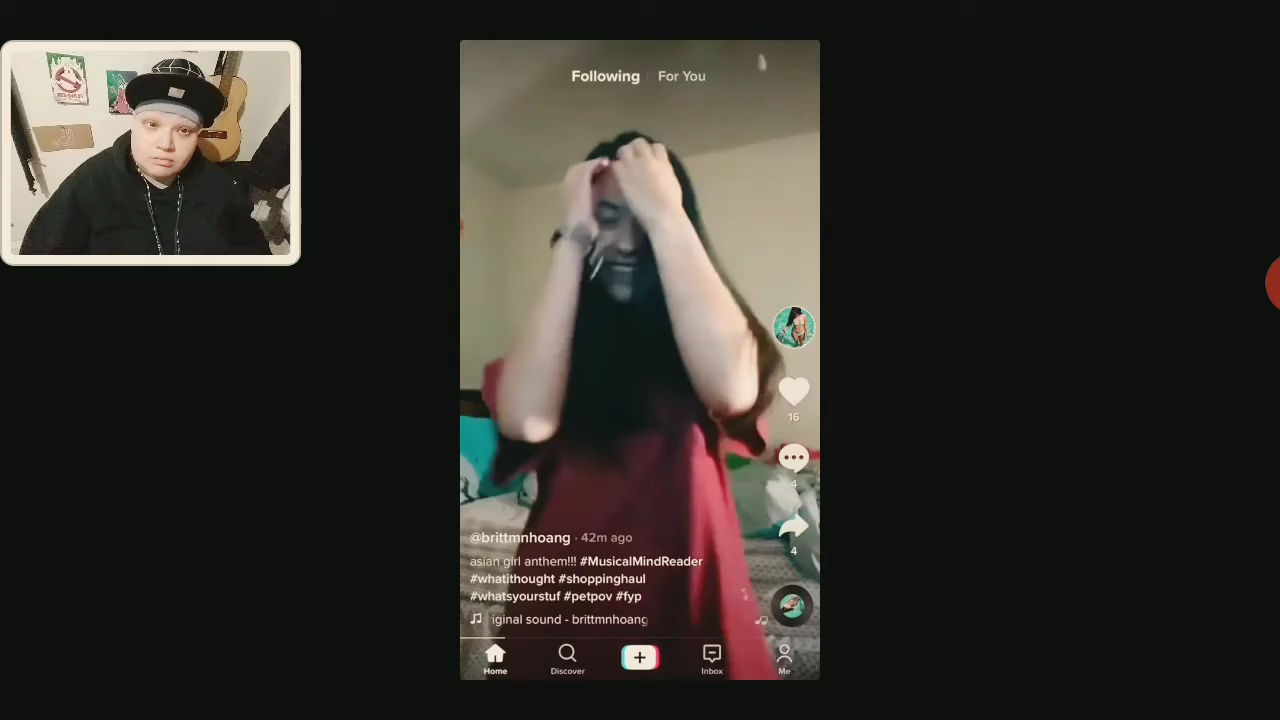 Following
For You
16
4
4
@brittmnhoang · 42m ago
asian girl anthem!!! #MusicalMindReader
#whatithought #shoppinghaul
#whatsyourstuf #petpov #fyp
iginal sound - brittmnhoang
Home
Discover
Inbox
Me